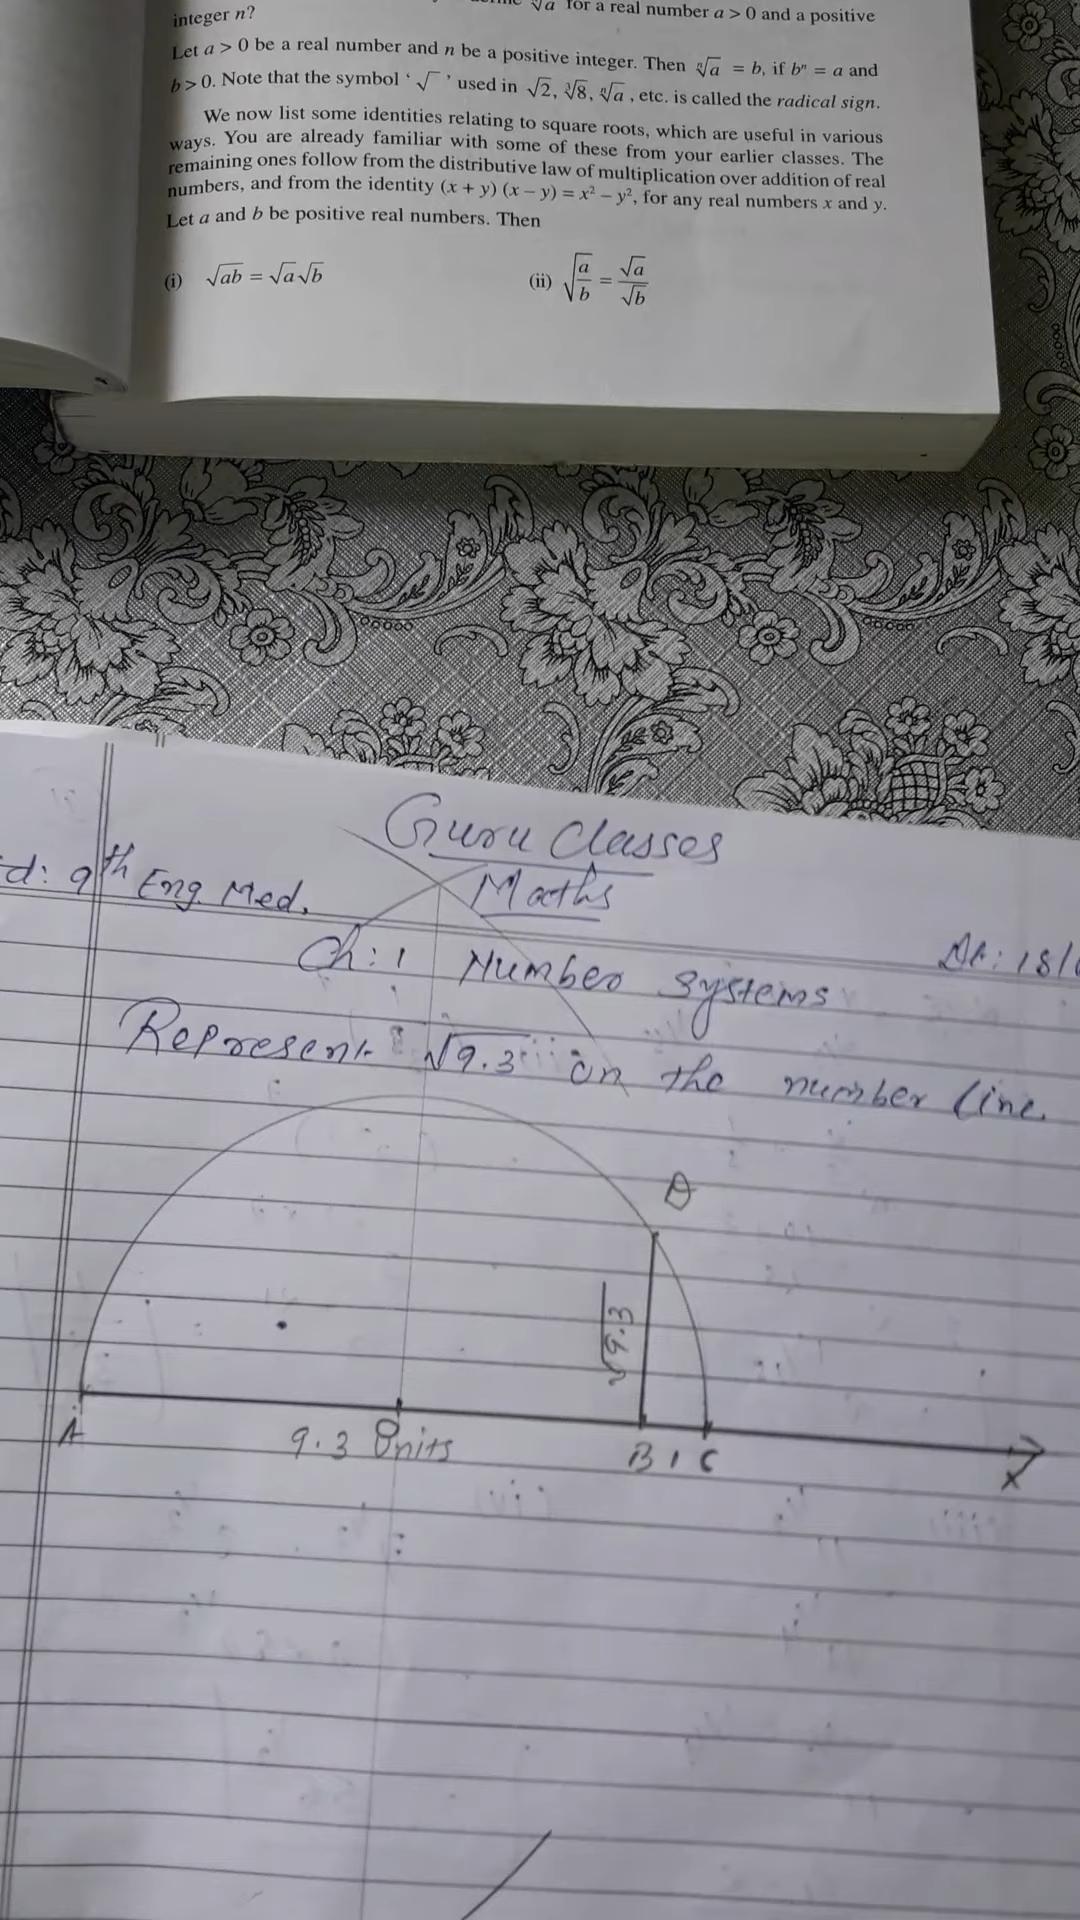 for a real number a > 0 and a positive
integer n?
Let a > 0 be a real number and n be a positive integer. Then ⁿ√a = b, if bⁿ = a and
b > 0. Note that the symbol ‘√’ used in √2, ³√8, ⁿ√a, etc. is called the radical sign.
We now list some identities relating to square roots, which are useful in various
ways. You are already familiar with some of these from your earlier classes. The
remaining ones follow from the distributive law of multiplication over addition of real
numbers, and from the identity (x + y) (x – y) = x² – y², for any real numbers x and y.
Let a and b be positive real numbers. Then
(i) √ab = √a√b (ii) √(a/b) = √a/√b
Guru Classes
d: 9th Eng. Med. Maths
Ch: 1 Number Systems
Represent √9.3 on the number line.
D
√9.3
A 9.3 Units B 1 C X